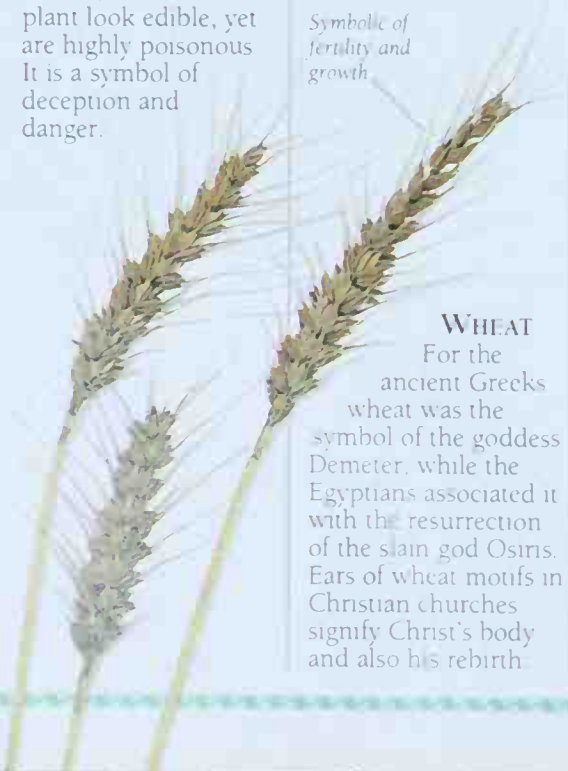 plant look edible, yet
are highly poisonous
It is a symbol of
deception and
danger.
Symbolic of
fertility and
growth
WHEAT
For the
ancient Greeks
wheat was the
symbol of the goddess
Demeter, while the
Egyptians associated it
with the resurrection
of the slain god Osiris.
Ears of wheat motifs in
Christian churches
signify Christ's body
and also his rebirth